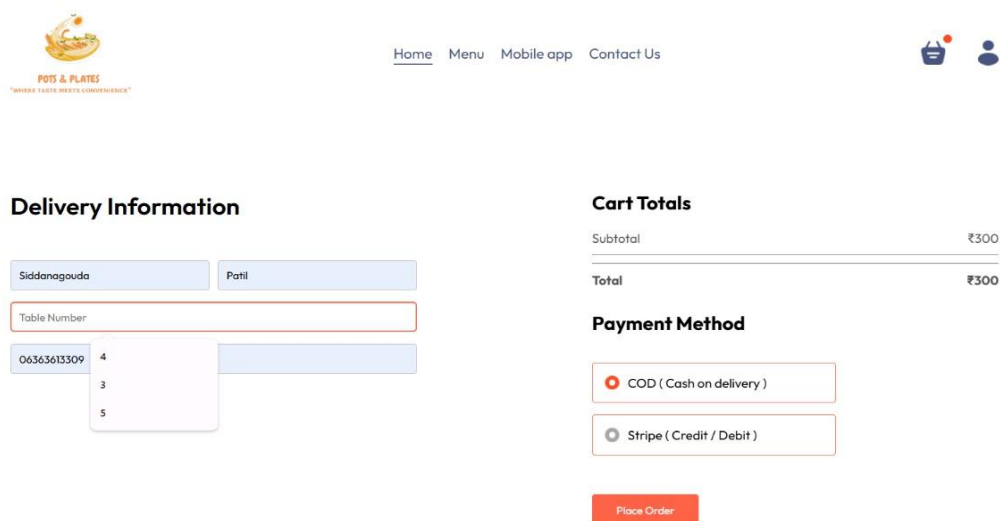 POTS & PLATES
"WHERE TASTE MEETS CONVENIENCE"
Home Menu Mobile app Contact Us
Delivery Information
Siddanagouda Patil
Table Number
06363613309
4
3
5
Cart Totals
Subtotal ₹300
Total ₹300
Payment Method
COD ( Cash on delivery )
Stripe ( Credit / Debit )
Place Order